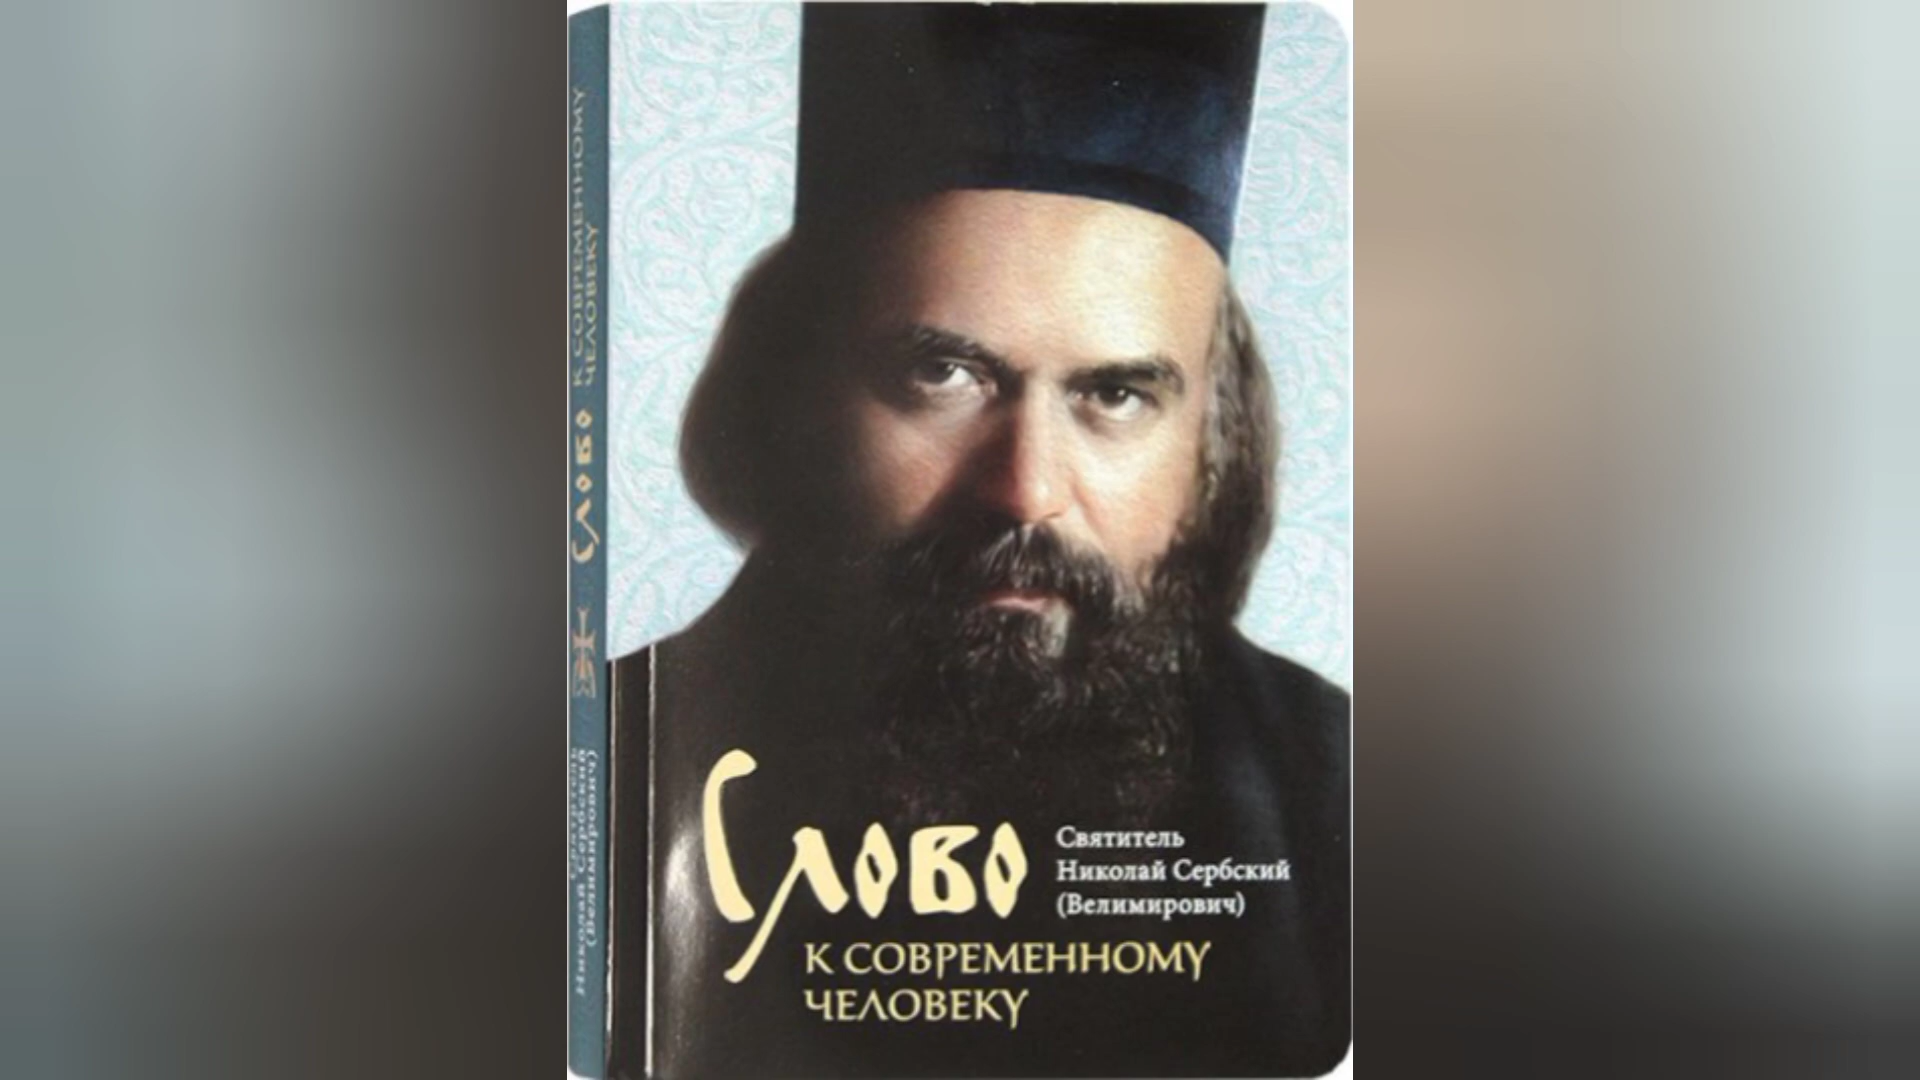 К СОВРЕМЕННОМУ
ЧЕЛОВЕКУ
СЛОВО
Святитель
Николай Сербский
(Велимирович)
СЛОВО
Святитель
Николай Сербский
(Велимирович)
К СОВРЕМЕННОМУ
ЧЕЛОВЕКУ